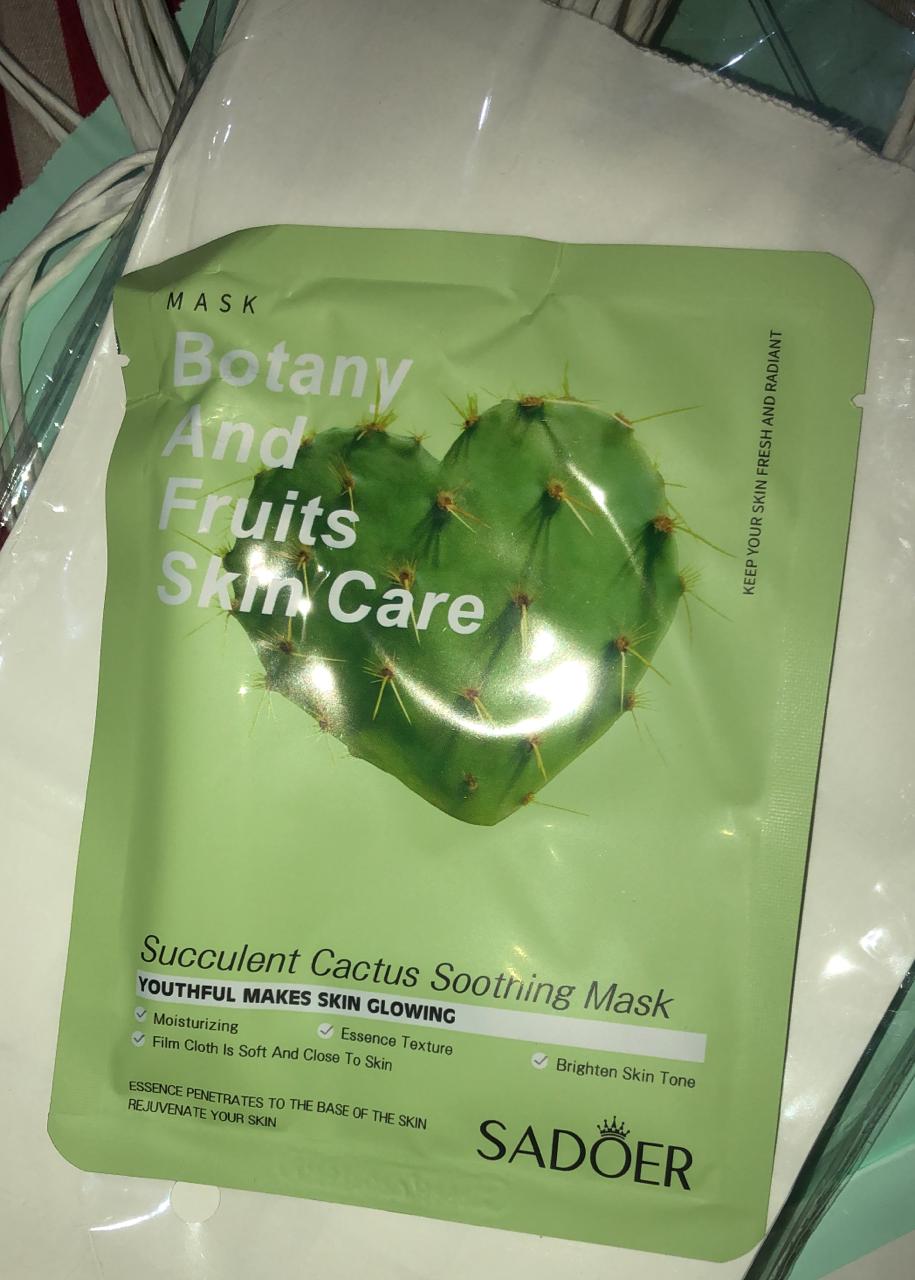 MASK
Botany
And
Fruits
Skin Care
KEEP YOUR SKIN FRESH AND RADIANT
Succulent Cactus Soothing Mask
YOUTHFUL MAKES SKIN GLOWING
Moisturizing
Essence Texture
Brighten Skin Tone
Film Cloth Is Soft And Close To Skin
ESSENCE PENETRATES TO THE BASE OF THE SKIN
REJUVENATE YOUR SKIN
SADOER